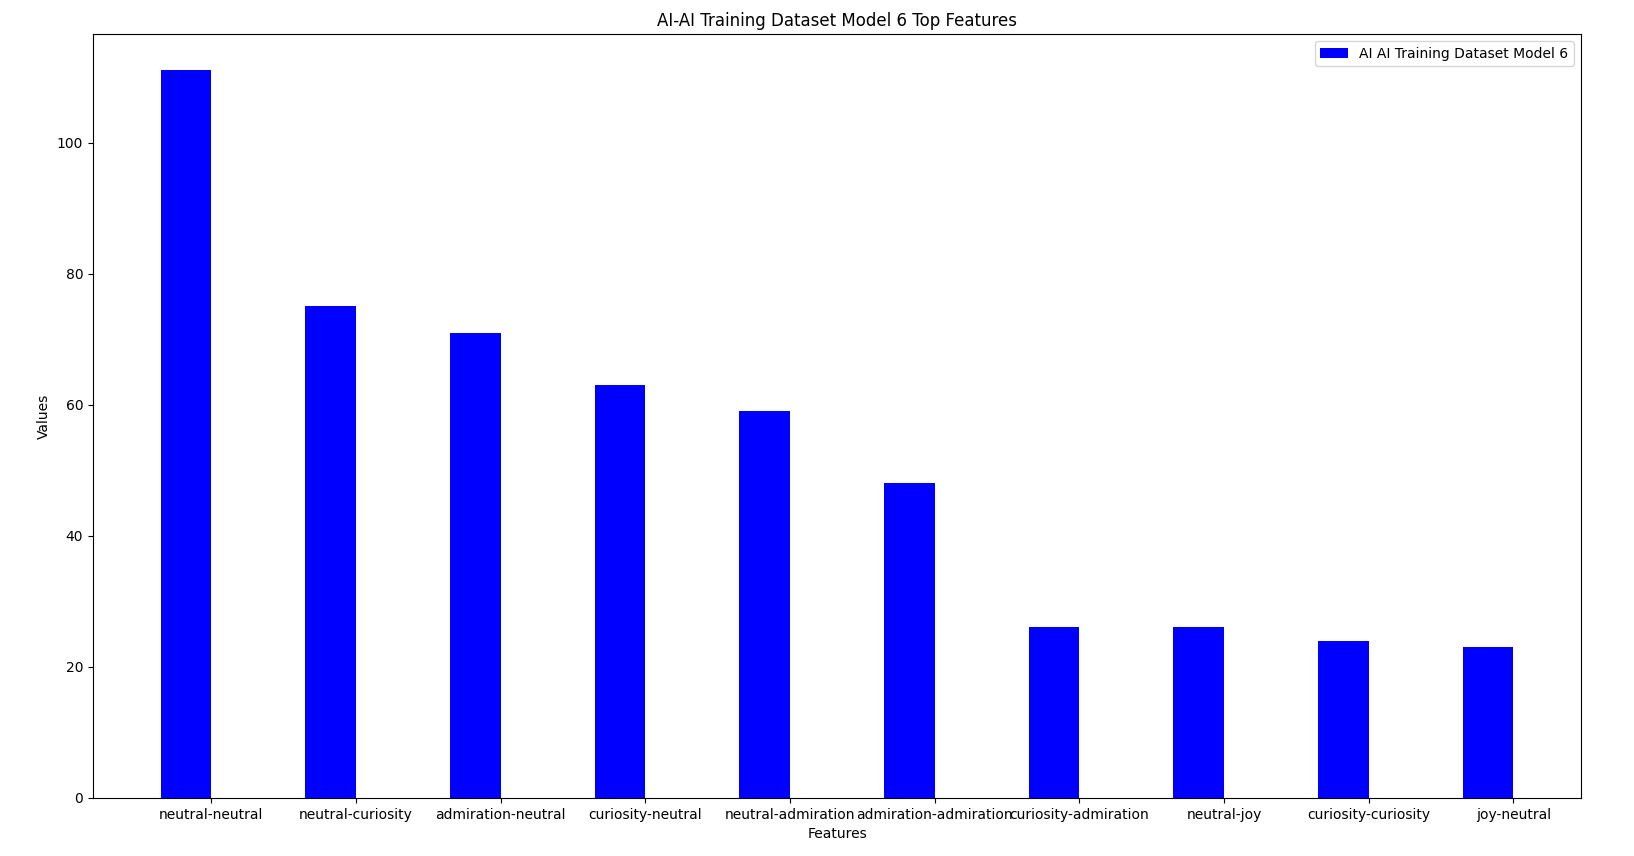 AI-AI Training Dataset Model 6 Top Features
AI AI Training Dataset Model 6
100
80
60
40
20
0
Values
neutral-neutral neutral-curiosity admiration-neutral curiosity-neutral neutral-admiration admiration-admiration curiosity-admiration neutral-joy curiosity-curiosity joy-neutral
Features